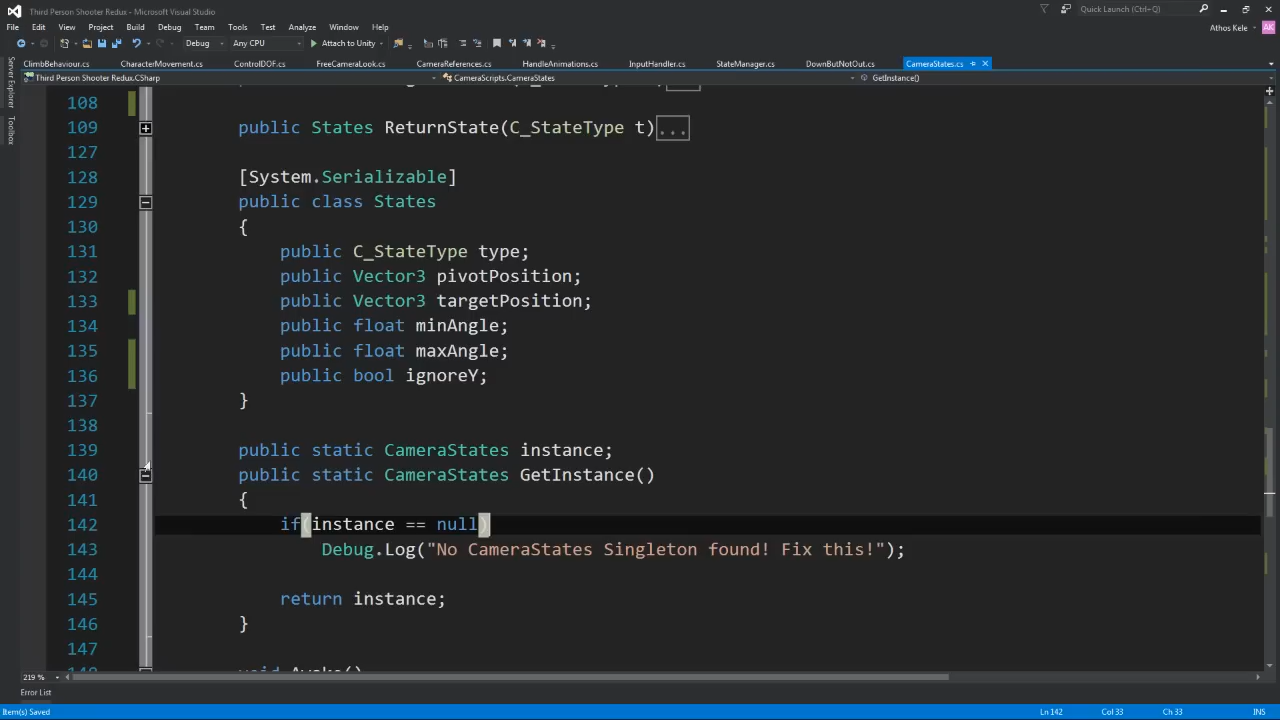 Third Person Shooter Redux - Microsoft Visual Studio
Quick Launch (Ctrl+Q)
File Edit View Project Build Debug Team Tools Test Analyze Window Help
Athos Kele AK
Debug Any CPU Attach to Unity
ClimbBehaviour.cs CharacterMovement.cs ControlDOF.cs FreeCameraLook.cs CameraReferences.cs HandleAnimations.cs InputHandler.cs StateManager.cs DownButNotOut.cs CameraStates.cs
Third Person Shooter Redux.CSharp CameraScripts.CameraStates GetInstance()
Server Explorer
Toolbox
108
109 public States ReturnState(C_StateType t)...
127
128 [System.Serializable]
129 public class States
130 {
131 public C_StateType type;
132 public Vector3 pivotPosition;
133 public Vector3 targetPosition;
134 public float minAngle;
135 public float maxAngle;
136 public bool ignoreY;
137 }
138
139 public static CameraStates instance;
140 public static CameraStates GetInstance()
141 {
142 if(instance == null)
143 Debug.Log("No CameraStates Singleton found! Fix this!");
144
145 return instance;
146 }
147
148 void Awake()
219 %
Error List
Item(s) Saved Ln 142 Col 33 Ch 33 INS